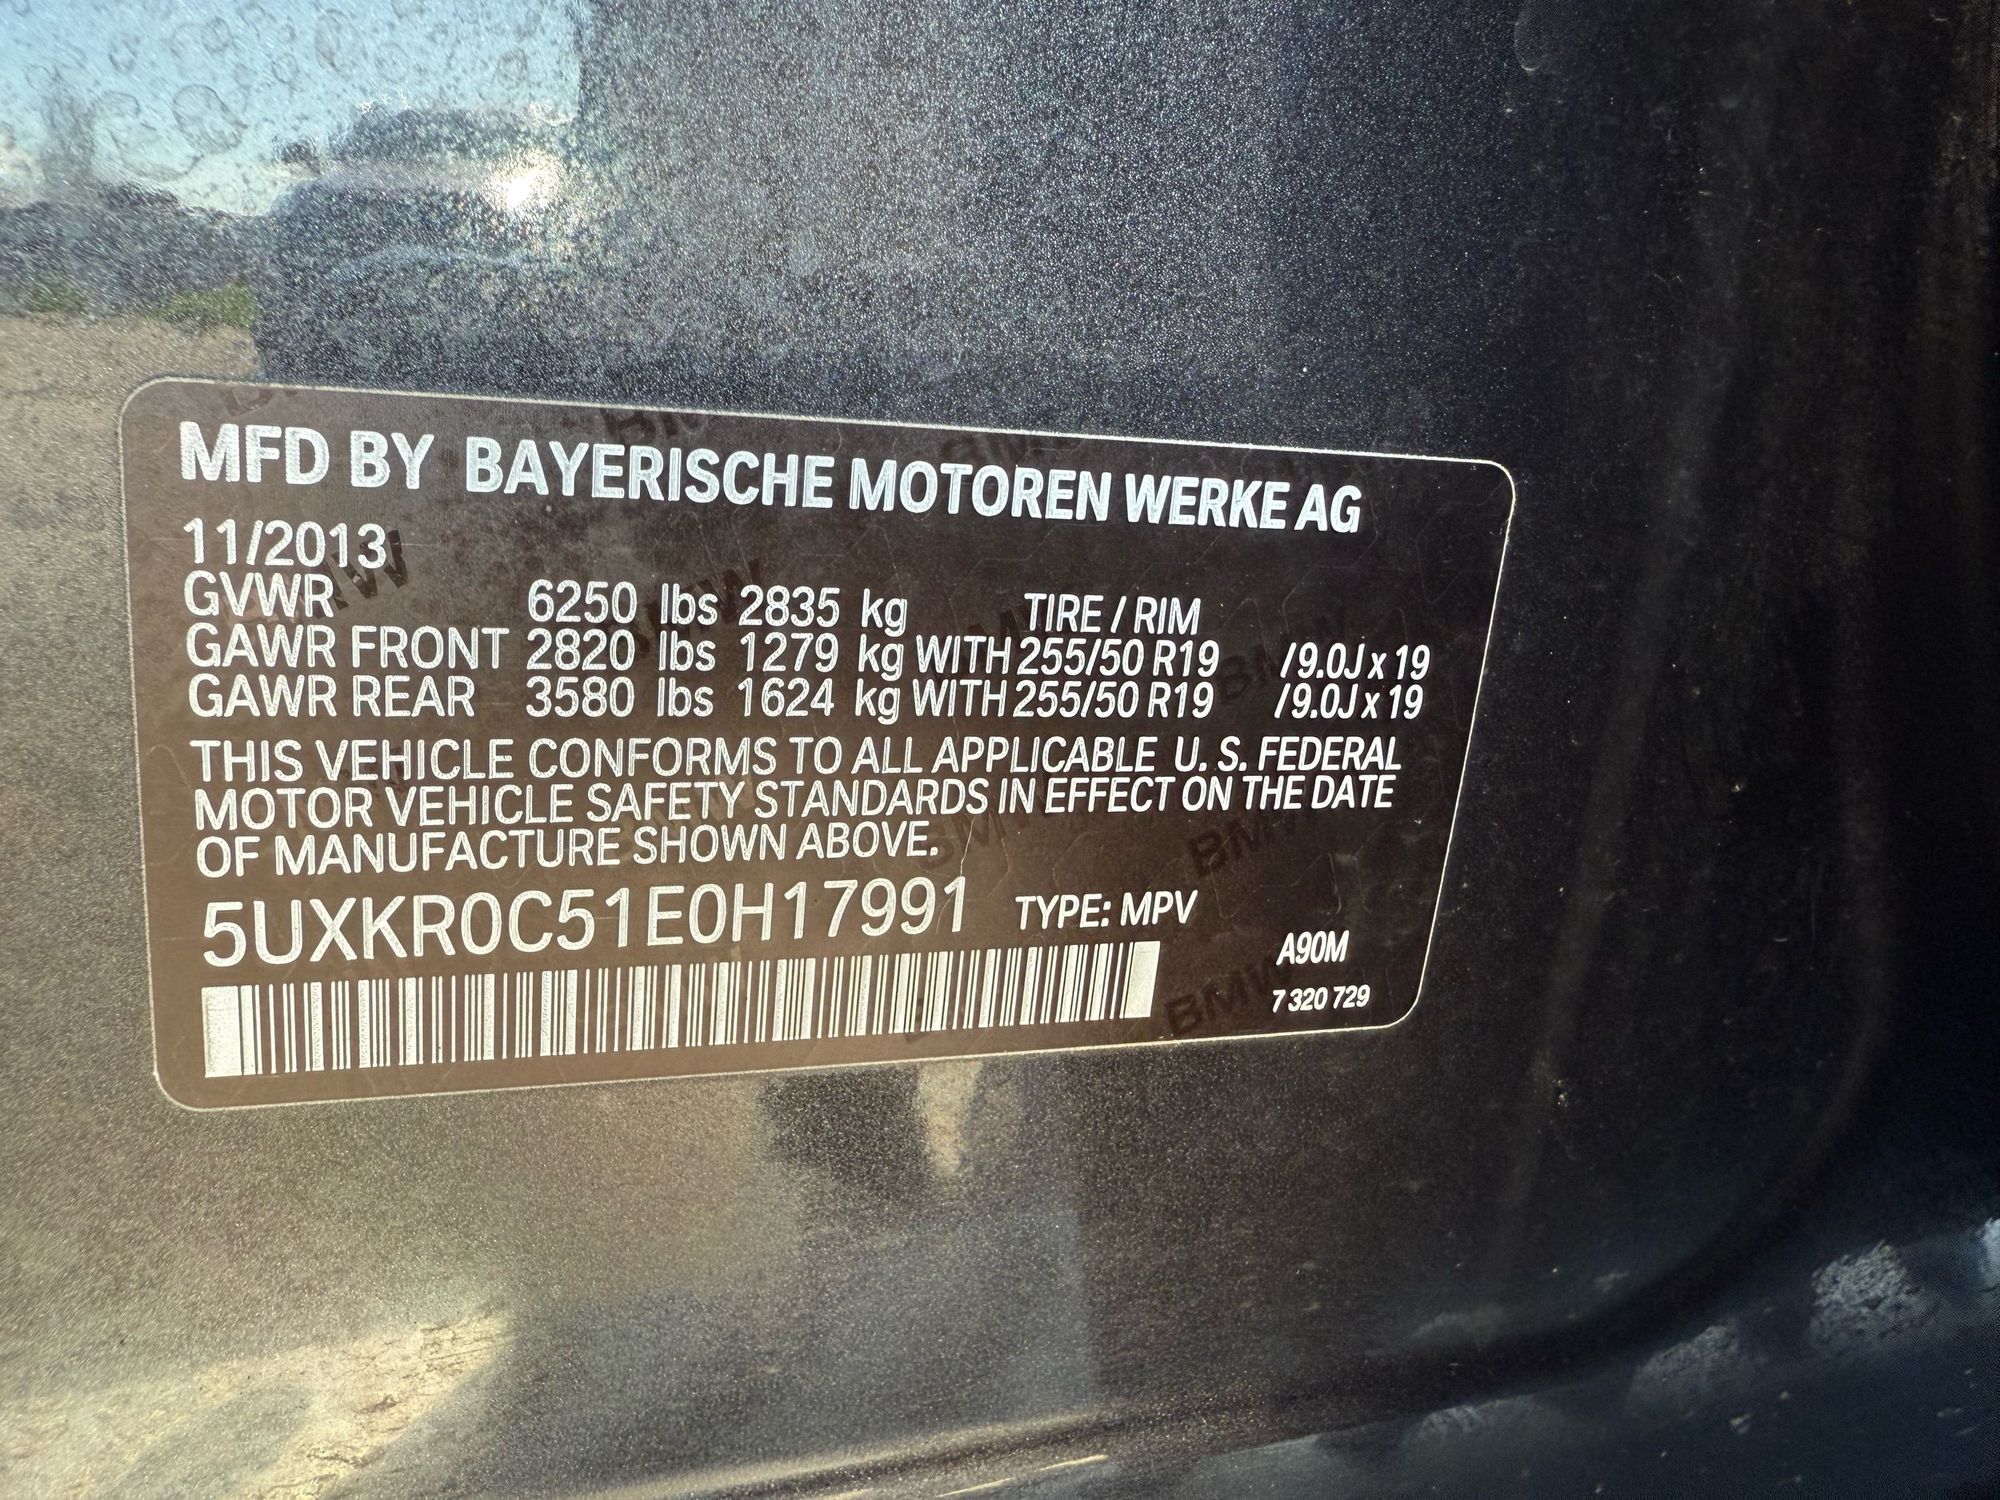 MFD BY BAYERISCHE MOTOREN WERKE AG
11/2013
GVWR 6250 lbs 2835 kg TIRE / RIM
GAWR FRONT 2820 lbs 1279 kg WITH 255/50 R19 /9.0J x 19
GAWR REAR 3580 lbs 1624 kg WITH 255/50 R19 /9.0J x 19
THIS VEHICLE CONFORMS TO ALL APPLICABLE U. S. FEDERAL
MOTOR VEHICLE SAFETY STANDARDS IN EFFECT ON THE DATE
OF MANUFACTURE SHOWN ABOVE.
5UXKR0C51E0H17991 TYPE: MPV
A90M
7 320 729